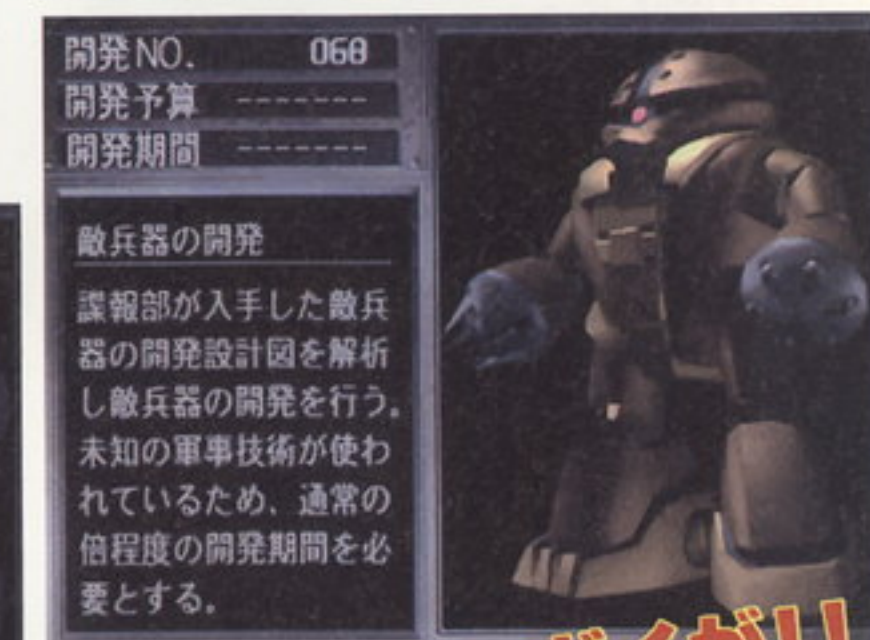 開発NO. 068
開発予算 -------
開発期間 -------
敵兵器の開発
諜報部が入手した敵兵
器の開発設計図を解析
し敵兵器の開発を行う。
未知の軍事技術が使わ
れているため、通常の
倍程度の開発期間を必
要とする。